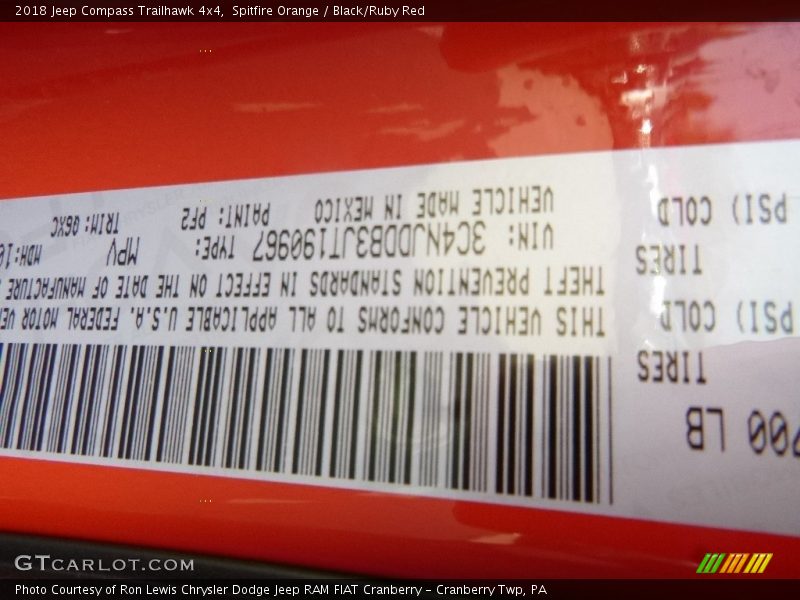 2018 Jeep Compass Trailhawk 4x4, Spitfire Orange / Black/Ruby Red
700 LB
TIRES
PSI) COLD
TIRES
PSI) COLD
THIS VEHICLE CONFORMS TO ALL APPLICABLE U.S.A. FEDERAL MOTOR
THEFT PREVENTION STANDARDS IN EFFECT ON THE DATE OF MANUFACTURE
VIN: 3C4NJDDB3JT190967 TYPE: MPV MDH:
VEHICLE MADE IN MEXICO PAINT: PF2 TRIM: Q6XC
GTCARLOT.COM
Photo Courtesy of Ron Lewis Chrysler Dodge Jeep RAM FIAT Cranberry – Cranberry Twp, PA